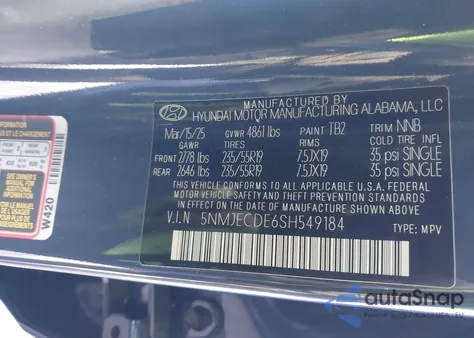 MANUFACTURED BY
HYUNDAI MOTOR MANUFACTURING ALABAMA, LLC
Mar/15/25 GVWR 4861 lbs PAINT TB2 TRIM NNB
GAWR TIRES RIMS COLD TIRE INFL
FRONT 2778 lbs 235/55R19 7.5JX19 35 psi SINGLE
REAR 2646 lbs 235/55R19 7.5JX19 35 psi SINGLE
THIS VEHICLE CONFORMS TO ALL APPLICABLE U.S.A. FEDERAL
MOTOR VEHICLE SAFETY, BUMPER, AND THEFT PREVENTION
STANDARDS IN EFFECT ON THE DATE OF MANUFACTURE SHOWN ABOVE.
V.I.N 5NMJECDE6SH549184
TYPE: MPV
W420
autoSnap